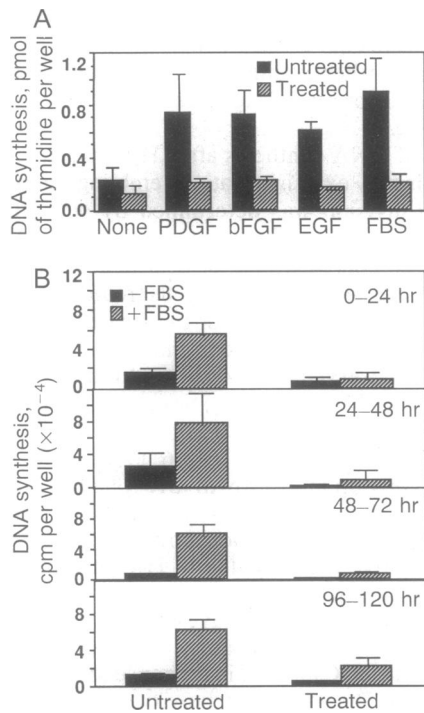 A
DNA synthesis, pmol
of thymidine per well
1.2
0.8
0.4
0.0
Untreated
Treated
None PDGF bFGF EGF FBS
B
DNA synthesis,
cpm per well (×10⁻⁴)
−FBS
+FBS
12
8
4
0
0–24 hr
8
4
0
24–48 hr
8
4
0
48–72 hr
8
4
0
96–120 hr
Untreated Treated